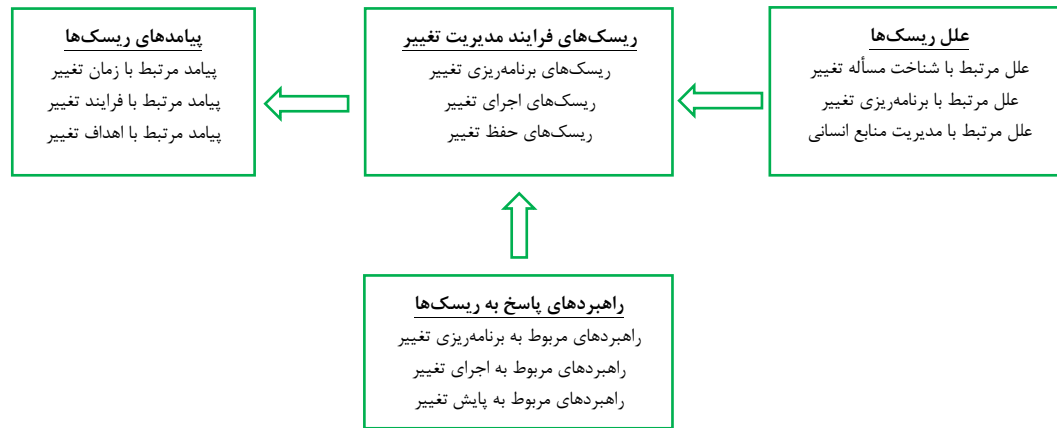 علل ریسک‌ها
علل مرتبط با شناخت مسأله تغییر
علل مرتبط با برنامه‌ریزی تغییر
علل مرتبط با مدیریت منابع انسانی
ریسک‌های فرایند مدیریت تغییر
ریسک‌های برنامه‌ریزی تغییر
ریسک‌های اجرای تغییر
ریسک‌های حفظ تغییر
پیامدهای ریسک‌ها
پیامد مرتبط با زمان تغییر
پیامد مرتبط با فرایند تغییر
پیامد مرتبط با اهداف تغییر
راهبردهای پاسخ به ریسک‌ها
راهبردهای مربوط به برنامه‌ریزی تغییر
راهبردهای مربوط به اجرای تغییر
راهبردهای مربوط به پایش تغییر